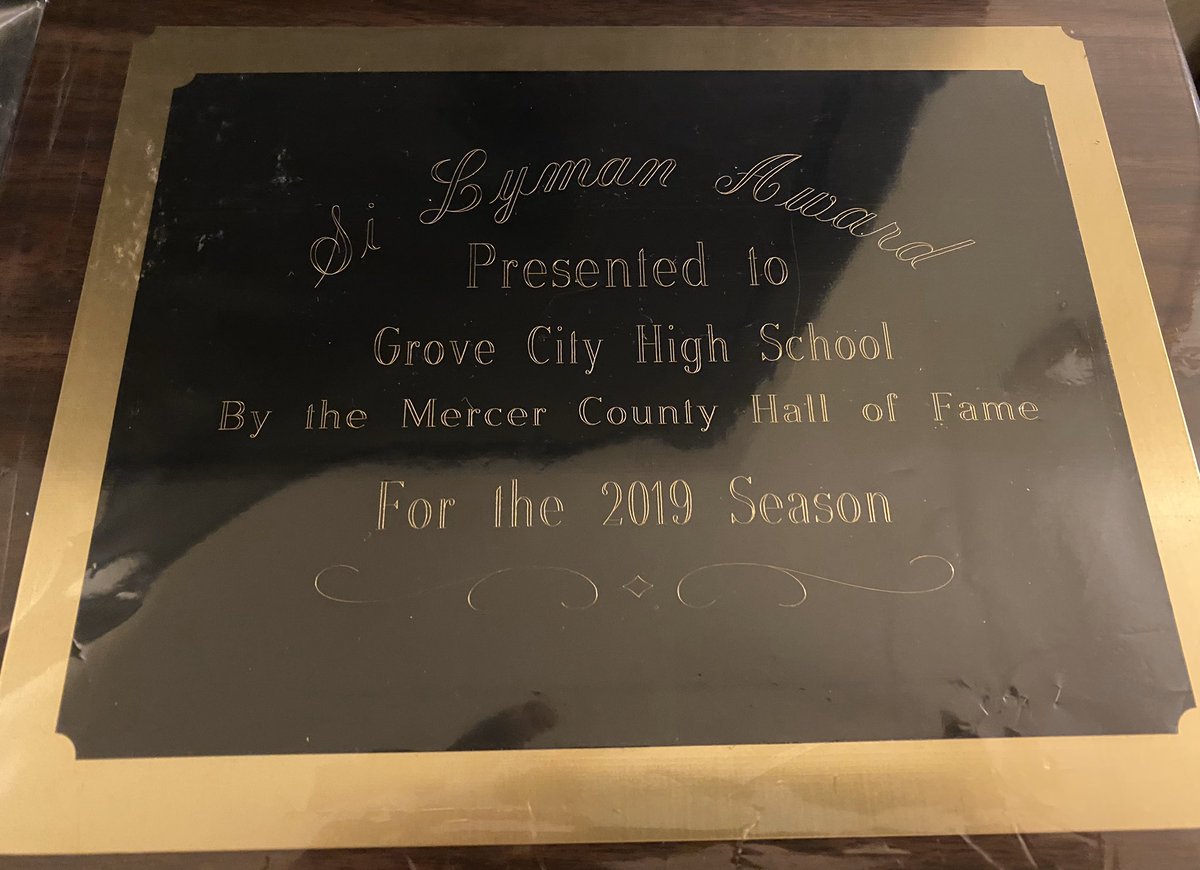 Si Lyman Award
Presented to
Grove City High School
By the Mercer County Hall of Fame
For the 2019 Season